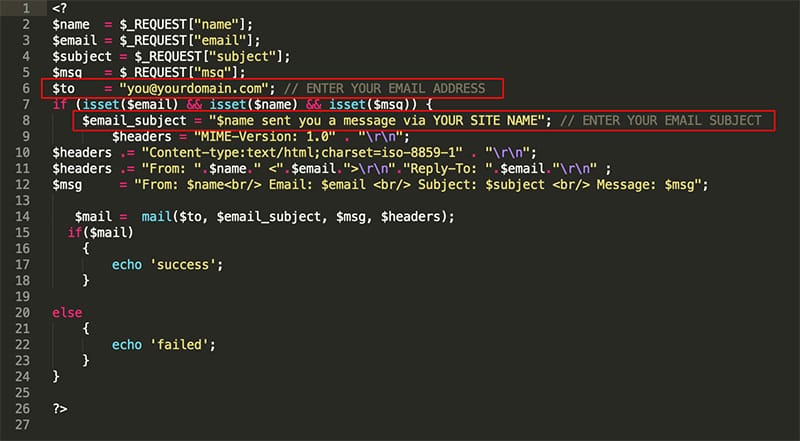 1 <?
2 $name  = $_REQUEST["name"];
3 $email = $_REQUEST["email"];
4 $subject = $_REQUEST["subject"];
5 $msg   = $_REQUEST["msg"];
6 $to    = "you@yourdomain.com"; // ENTER YOUR EMAIL ADDRESS
7 if (isset($email) && isset($name) && isset($msg)) {
8     $email_subject = "$name sent you a message via YOUR SITE NAME"; // ENTER YOUR EMAIL SUBJECT
9         $headers = "MIME-Version: 1.0" . "\r\n";
10 $headers .= "Content-type:text/html;charset=iso-8859-1" . "\r\n";
11 $headers .= "From: ".$name." <".$email.">\r\n"."Reply-To: ".$email."\r\n" ;
12 $msg     = "From: $name<br/> Email: $email <br/> Subject: $subject <br/> Message: $msg";
13
14    $mail =  mail($to, $email_subject, $msg, $headers);
15   if($mail)
16     {
17         echo 'success';
18     }
19
20 else
21     {
22         echo 'failed';
23     }
24 }
25
26 ?>
27